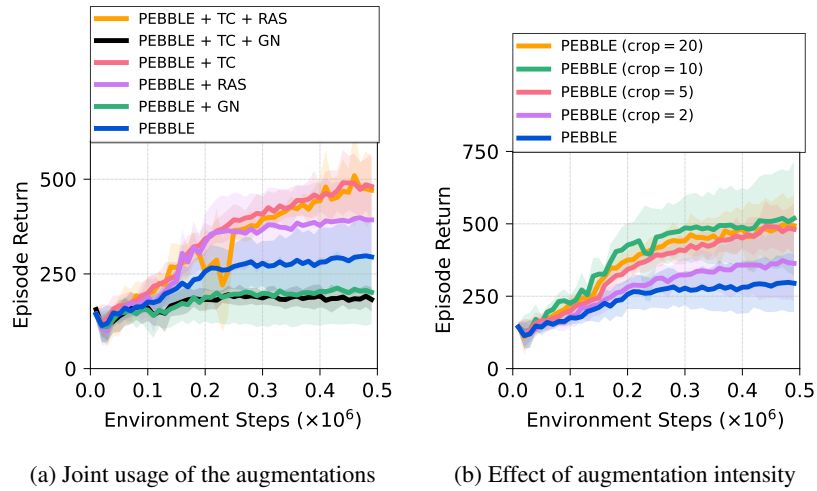 PEBBLE + TC + RAS
PEBBLE + TC + GN
PEBBLE + TC
PEBBLE + RAS
PEBBLE + GN
PEBBLE
500
250
0
0.0 0.1 0.2 0.3 0.4 0.5
Episode Return
Environment Steps (×10⁶)
(a) Joint usage of the augmentations
PEBBLE (crop = 20)
PEBBLE (crop = 10)
PEBBLE (crop = 5)
PEBBLE (crop = 2)
PEBBLE
750
500
250
0
0.0 0.1 0.2 0.3 0.4 0.5
Episode Return
Environment Steps (×10⁶)
(b) Effect of augmentation intensity